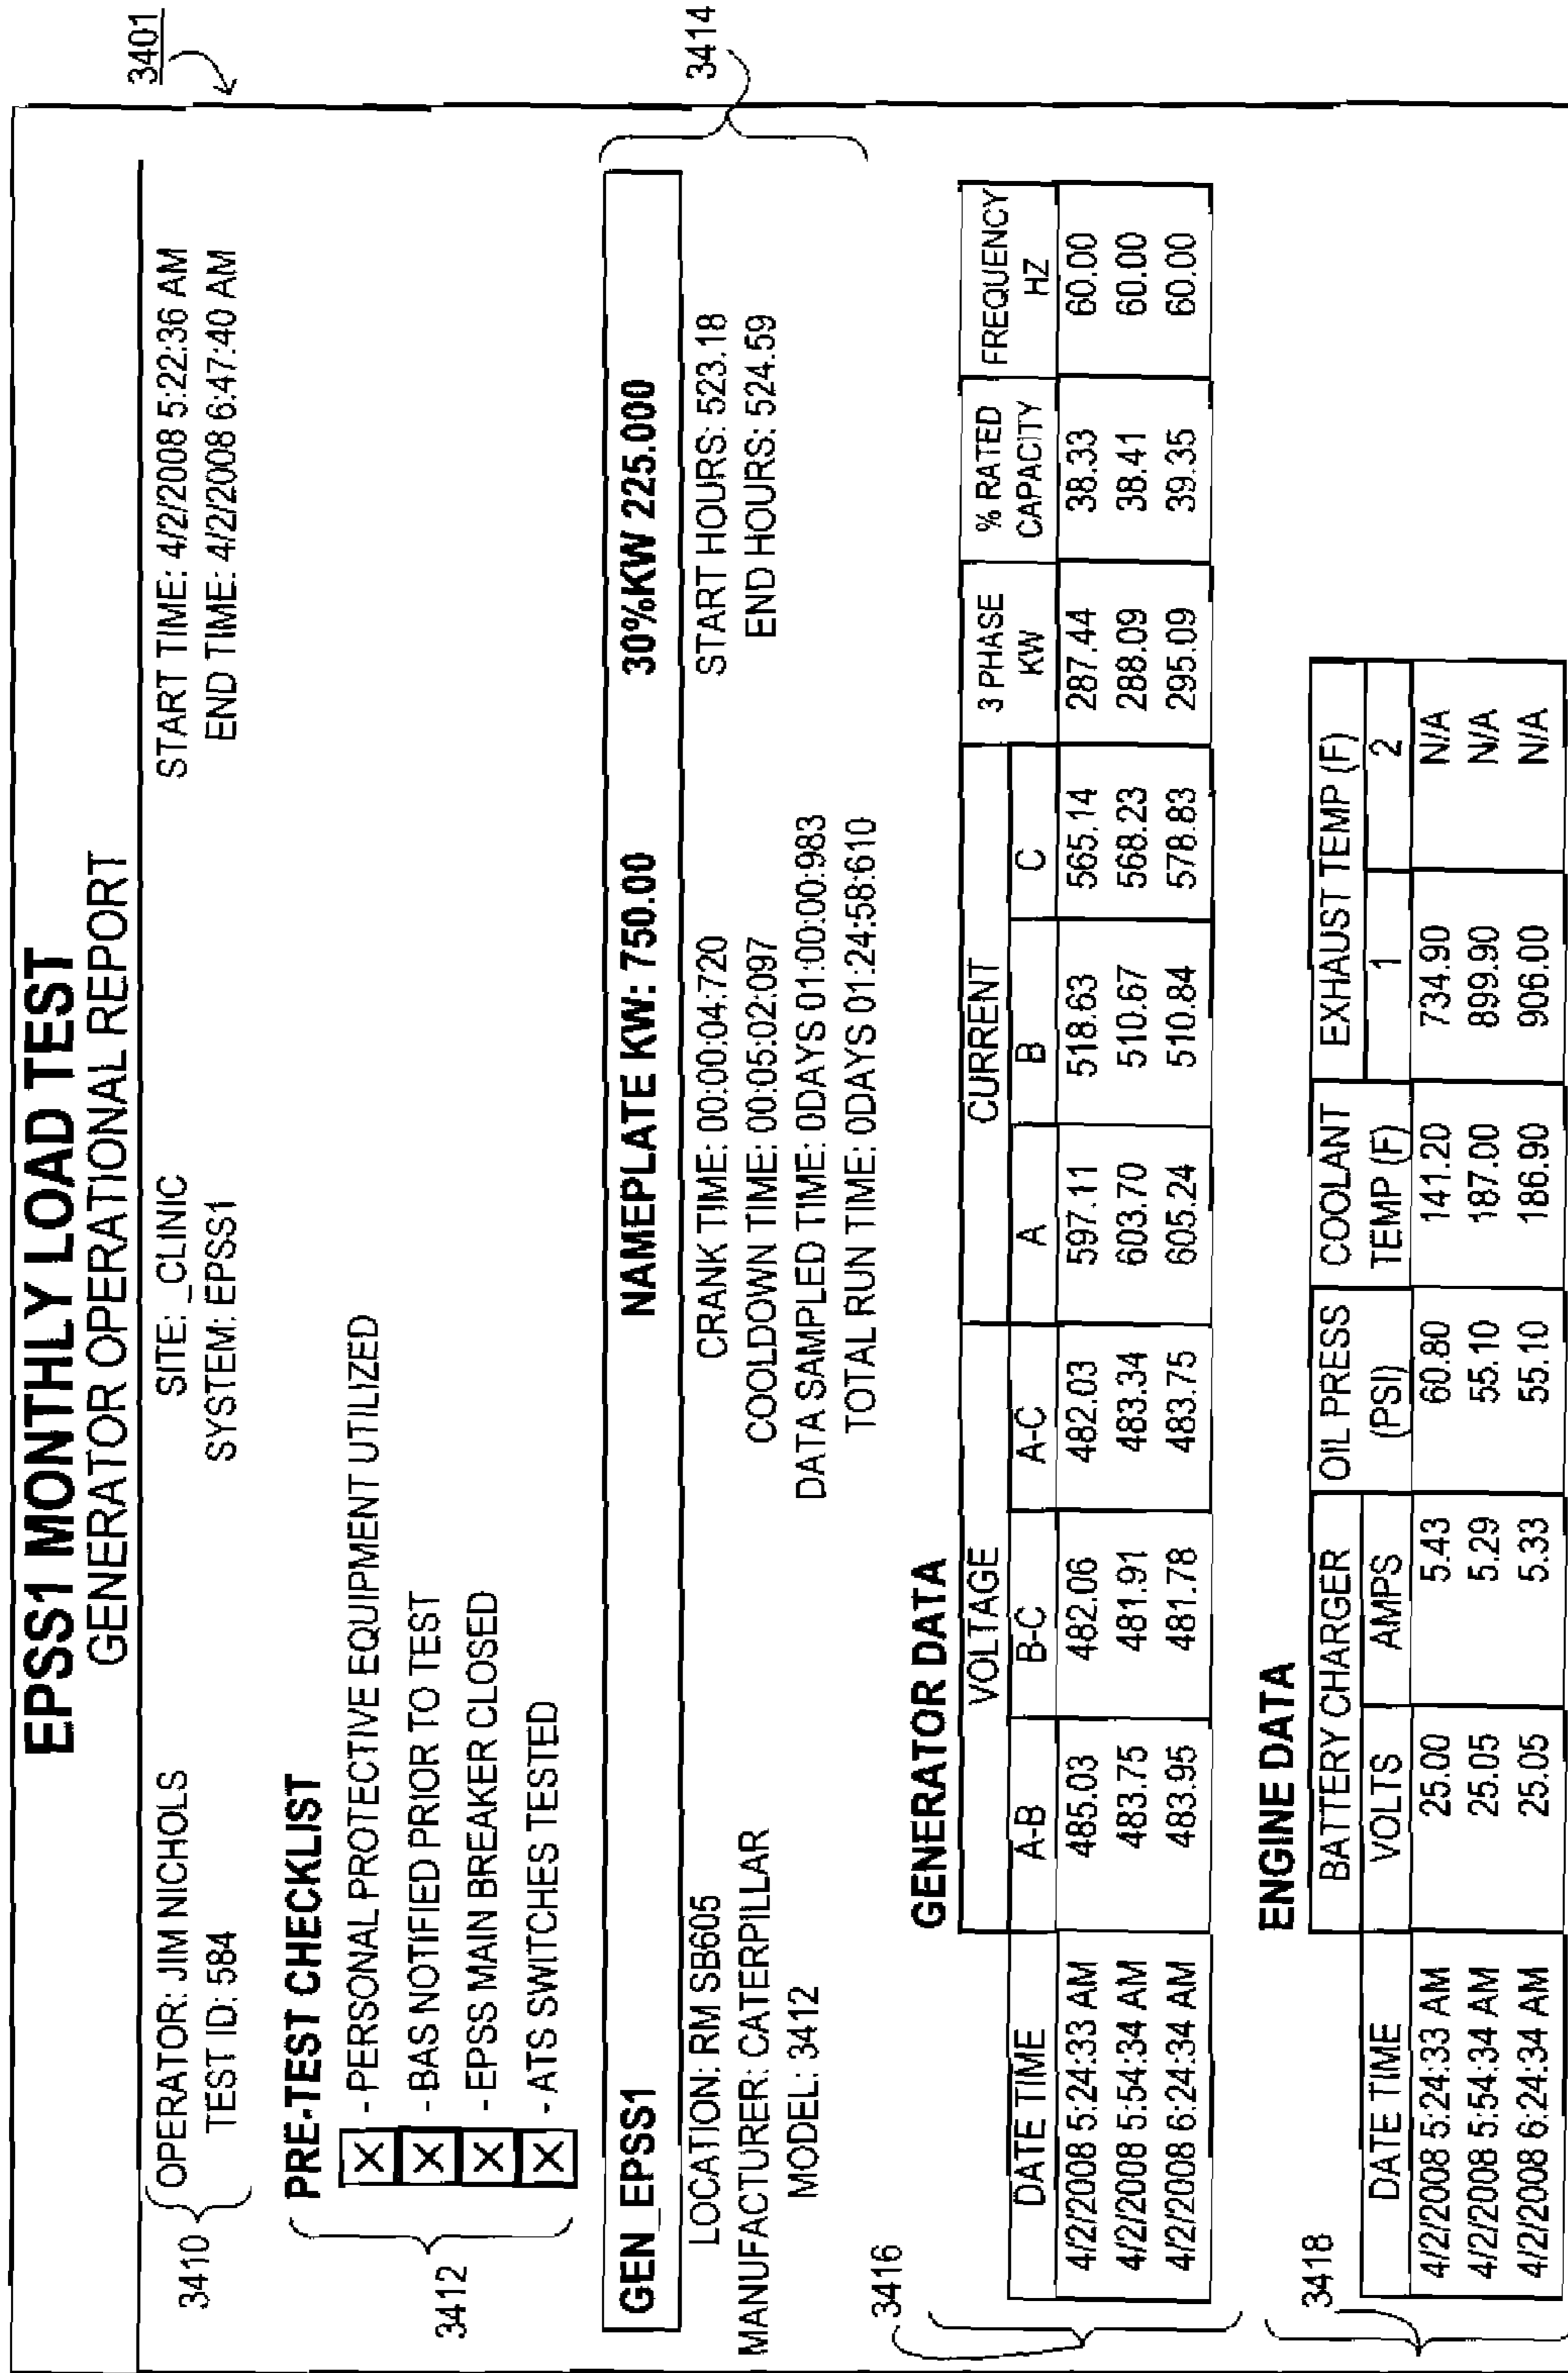 3401
EPSS1 MONTHLY LOAD TEST
GENERATOR OPERATIONAL REPORT
3410
OPERATOR: JIM NICHOLS SITE: _CLINIC START TIME: 4/2/2008 5:22:36 AM
TEST ID: 584 SYSTEM: EPSS1 END TIME: 4/2/2008 6:47:40 AM
3412
PRE-TEST CHECKLIST
X - PERSONAL PROTECTIVE EQUIPMENT UTILIZED
X - BAS NOTIFIED PRIOR TO TEST
X - EPSS MAIN BREAKER CLOSED
X - ATS SWITCHES TESTED
3414
GEN_EPSS1 NAMEPLATE KW: 750.00 30%KW 225.000
LOCATION: RM SB605 CRANK TIME: 00:00:04:720 START HOURS: 523.18
MANUFACTURER: CATERPILLAR COOLDOWN TIME: 00:05:02:097 END HOURS: 524.59
MODEL: 3412 DATA SAMPLED TIME: 0DAYS 01:00:00:983
TOTAL RUN TIME: 0DAYS 01:24:58:610
3416
GENERATOR DATA
VOLTAGE CURRENT 3 PHASE % RATED FREQUENCY
DATE TIME A-B B-C A-C A B C KW CAPACITY HZ
4/2/2008 5:24:33 AM 485.03 482.06 482.03 597.11 518.63 565.14 287.44 38.33 60.00
4/2/2008 5:54:34 AM 483.75 481.91 483.34 603.70 510.67 568.23 288.09 38.41 60.00
4/2/2008 6:24:34 AM 483.95 481.78 483.75 605.24 510.84 578.83 295.09 39.35 60.00
3418
ENGINE DATA
BATTERY CHARGER OIL PRESS COOLANT EXHAUST TEMP (F)
DATE TIME VOLTS AMPS (PSI) TEMP (F) 1 2
4/2/2008 5:24:33 AM 25.00 5.43 60.80 141.20 734.90 N/A
4/2/2008 5:54:34 AM 25.05 5.29 55.10 187.00 899.90 N/A
4/2/2008 6:24:34 AM 25.05 5.33 55.10 186.90 906.00 N/A